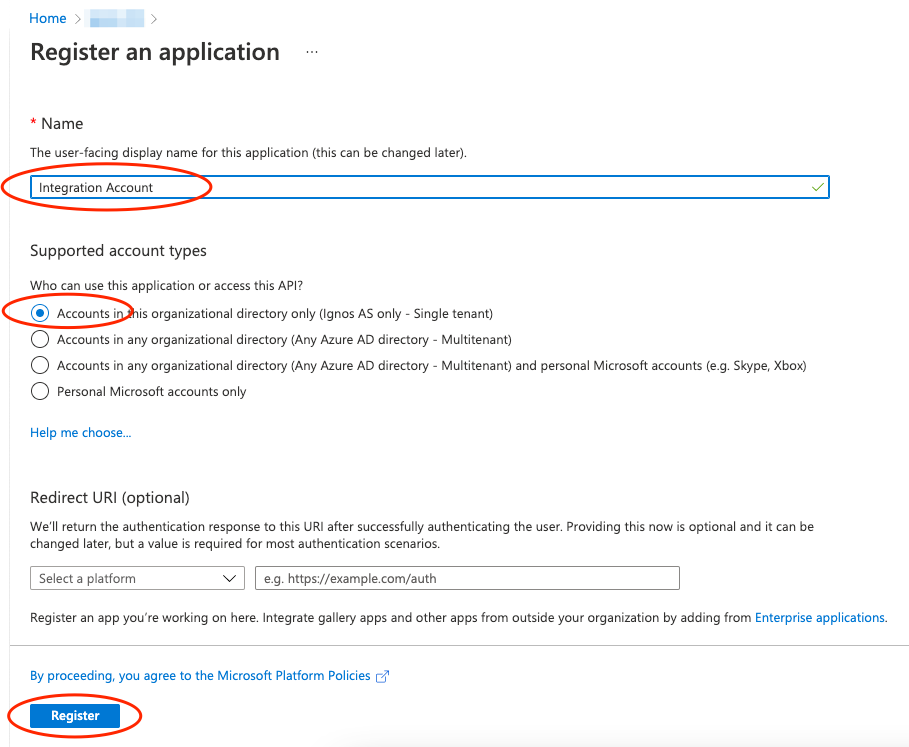 Home
Register an application ...
* Name
The user-facing display name for this application (this can be changed later).
Integration Account
Supported account types
Who can use this application or access this API?
Accounts in this organizational directory only (Ignos AS only - Single tenant)
Accounts in any organizational directory (Any Azure AD directory - Multitenant)
Accounts in any organizational directory (Any Azure AD directory - Multitenant) and personal Microsoft accounts (e.g. Skype, Xbox)
Personal Microsoft accounts only
Help me choose...
Redirect URI (optional)
We'll return the authentication response to this URI after successfully authenticating the user. Providing this now is optional and it can be
changed later, but a value is required for most authentication scenarios.
Select a platform
e.g. https://example.com/auth
Register an app you're working on here. Integrate gallery apps and other apps from outside your organization by adding from Enterprise applications.
By proceeding, you agree to the Microsoft Platform Policies
Register